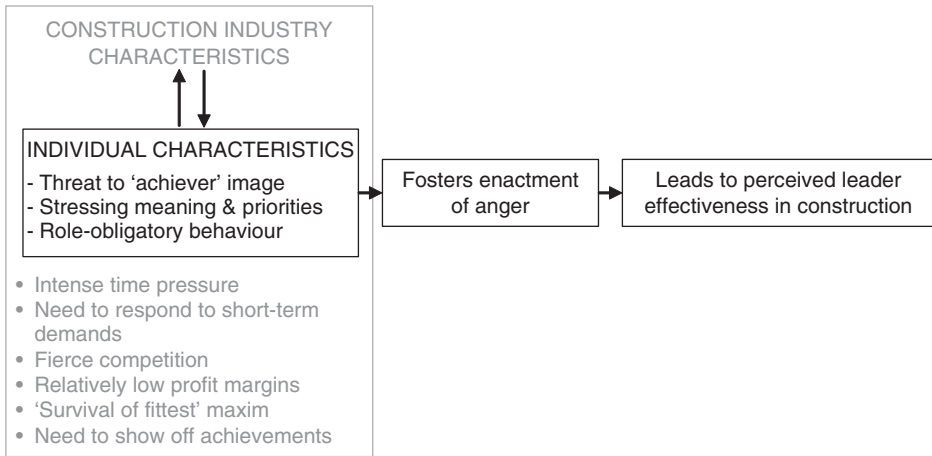 CONSTRUCTION INDUSTRY
CHARACTERISTICS
INDIVIDUAL CHARACTERISTICS
- Threat to ‘achiever’ image
- Stressing meaning & priorities
- Role-obligatory behaviour
Fosters enactment
of anger
Leads to perceived leader
effectiveness in construction
• Intense time pressure
• Need to respond to short-term
demands
• Fierce competition
• Relatively low profit margins
• ‘Survival of fittest’ maxim
• Need to show off achievements